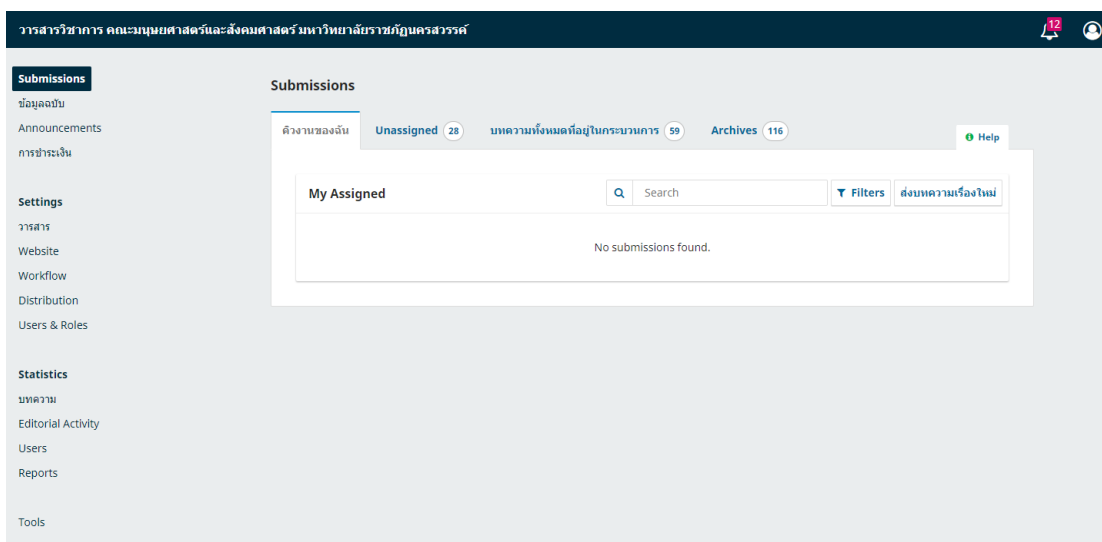 วารสารวิชาการ คณะมนุษยศาสตร์และสังคมศาสตร์ มหาวิทยาลัยราชภัฏนครสวรรค์
12
Submissions
ข้อมูลฉบับ
Announcements
การชำระเงิน
Settings
วารสาร
Website
Workflow
Distribution
Users & Roles
Statistics
บทความ
Editorial Activity
Users
Reports
Tools
Submissions
คิวงานของฉัน Unassigned 28 บทความทั้งหมดที่อยู่ในกระบวนการ 59 Archives 116
Help
My Assigned Search Filters ส่งบทความเรื่องใหม่
No submissions found.